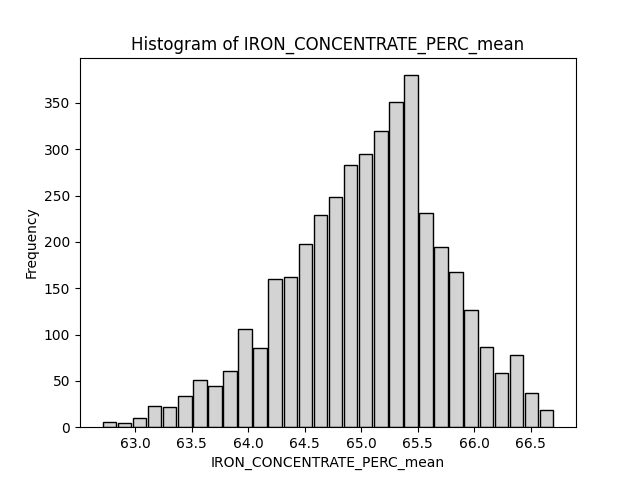 Histogram of IRON_CONCENTRATE_PERC_mean
350
300
250
200
150
100
50
0
Frequency
63.0 63.5 64.0 64.5 65.0 65.5 66.0 66.5
IRON_CONCENTRATE_PERC_mean